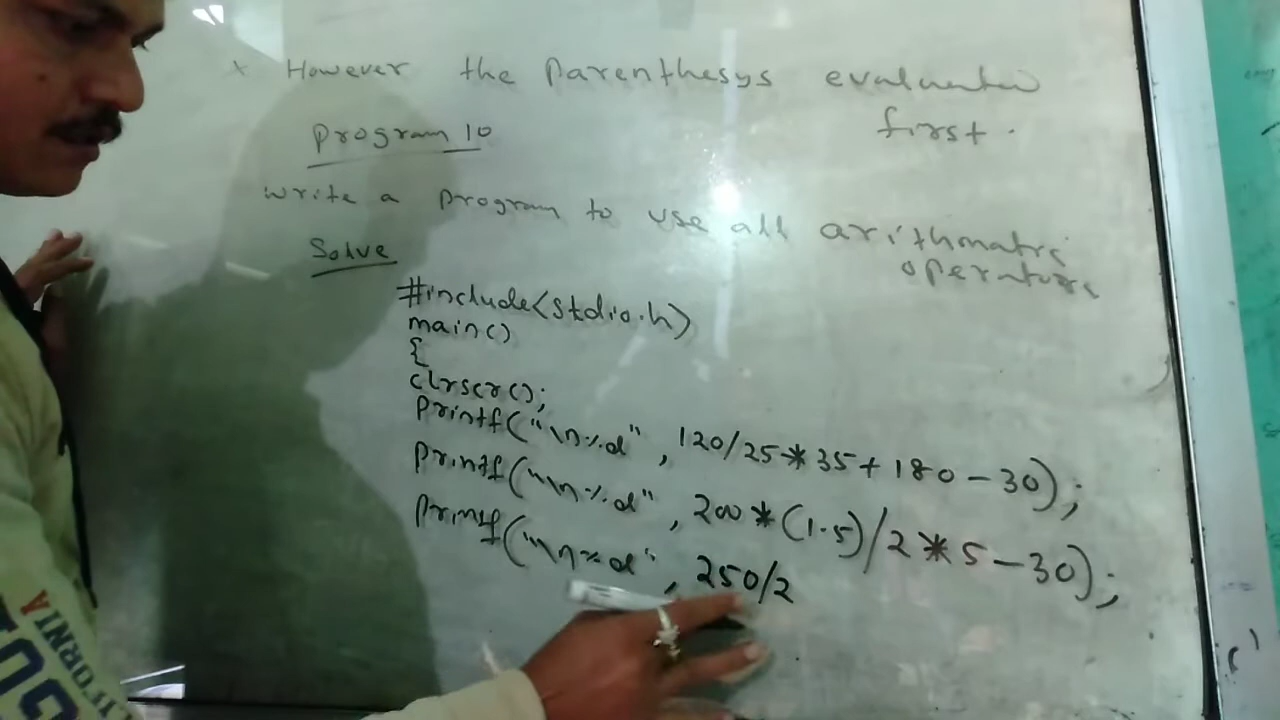 x However the Parenthesys evaluated
first.
Program 10
Write a program to use all arithmatic
operators
Solve
#include<stdio.h>
main()
{
clrscr();
Printf("\n%d", 120/25*35+180-30);
Printf("\n%d", 200*(1.5)/2*5-30);
Printf("\n%d", 250/2
CALIFORNIA